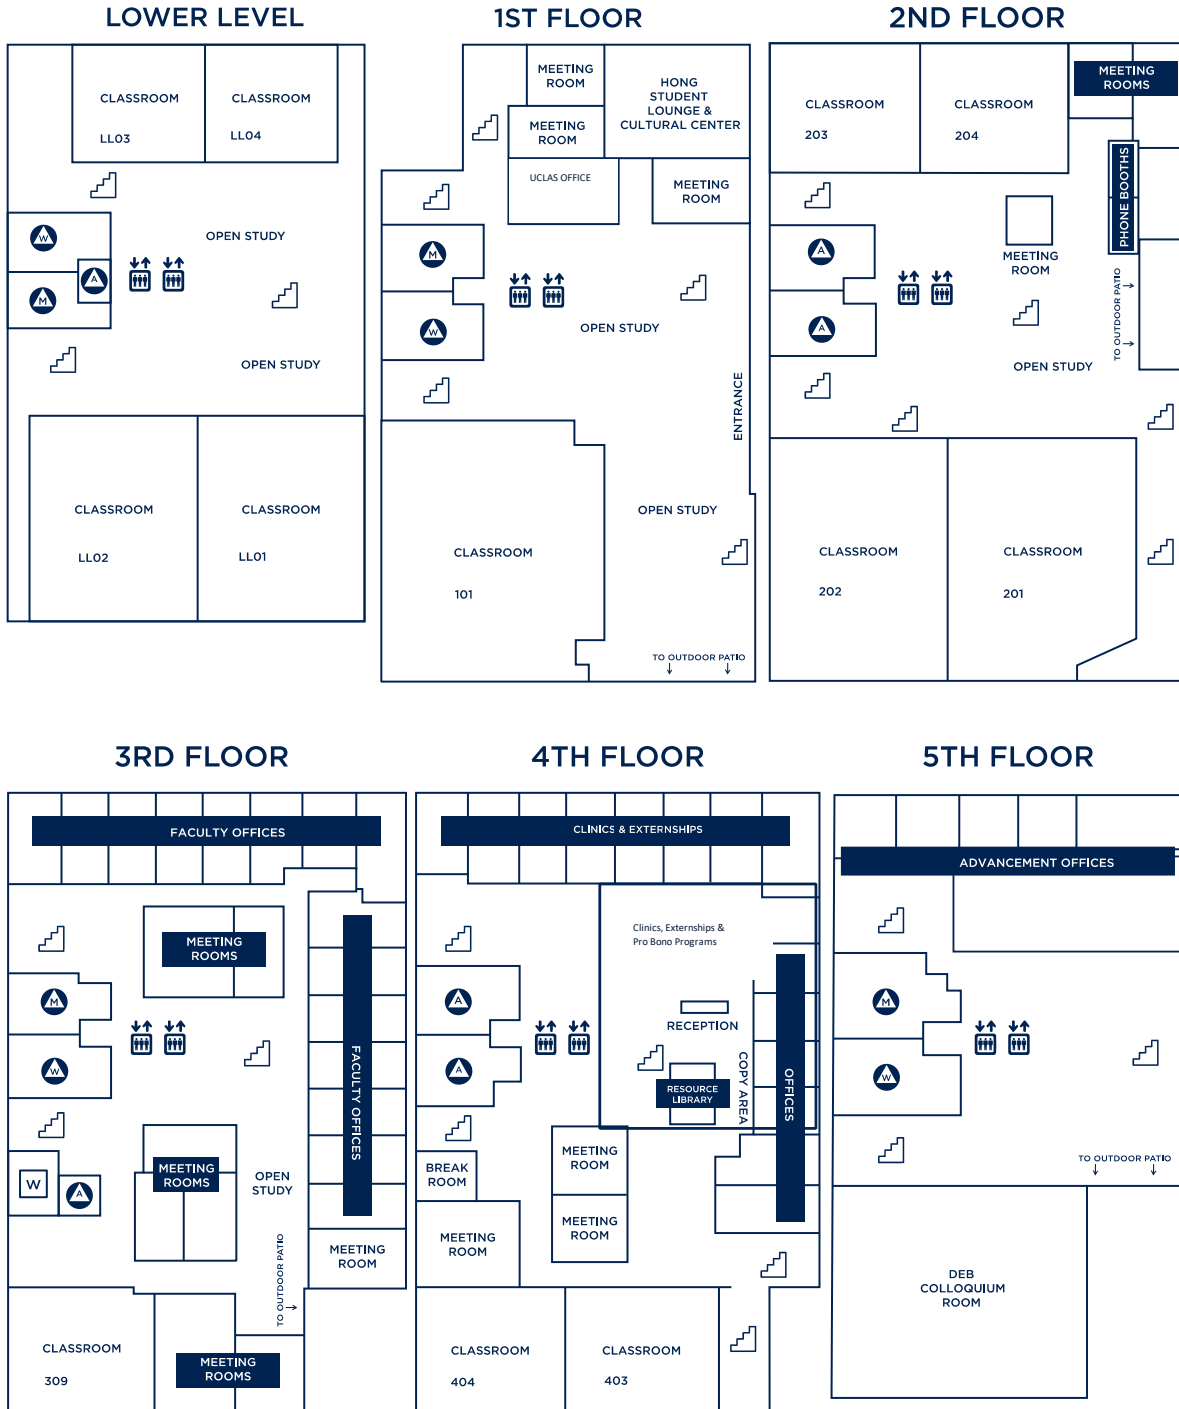 LOWER LEVEL
CLASSROOM
LL03
CLASSROOM
LL04
W
M
A
OPEN STUDY
OPEN STUDY
CLASSROOM
LL02
CLASSROOM
LL01
1ST FLOOR
MEETING
ROOM
HONG
STUDENT
LOUNGE &
CULTURAL CENTER
MEETING
ROOM
UCLAS OFFICE
MEETING
ROOM
M
W
OPEN STUDY
ENTRANCE
OPEN STUDY
CLASSROOM
101
TO OUTDOOR PATIO
2ND FLOOR
CLASSROOM
203
CLASSROOM
204
MEETING
ROOMS
PHONE BOOTHS
A
A
MEETING
ROOM
TO OUTDOOR PATIO
OPEN STUDY
CLASSROOM
202
CLASSROOM
201
3RD FLOOR
FACULTY OFFICES
MEETING
ROOMS
M
W
FACULTY OFFICES
W
A
MEETING
ROOMS
OPEN
STUDY
TO OUTDOOR PATIO
MEETING
ROOM
CLASSROOM
309
MEETING
ROOMS
4TH FLOOR
CLINICS & EXTERNSHIPS
Clinics, Externships &
Pro Bono Programs
A
A
RECEPTION
RESOURCE
LIBRARY
COPY AREA
OFFICES
BREAK
ROOM
MEETING
ROOM
MEETING
ROOM
MEETING
ROOM
CLASSROOM
404
CLASSROOM
403
5TH FLOOR
ADVANCEMENT OFFICES
M
W
TO OUTDOOR PATIO
DEB
COLLOQUIUM
ROOM